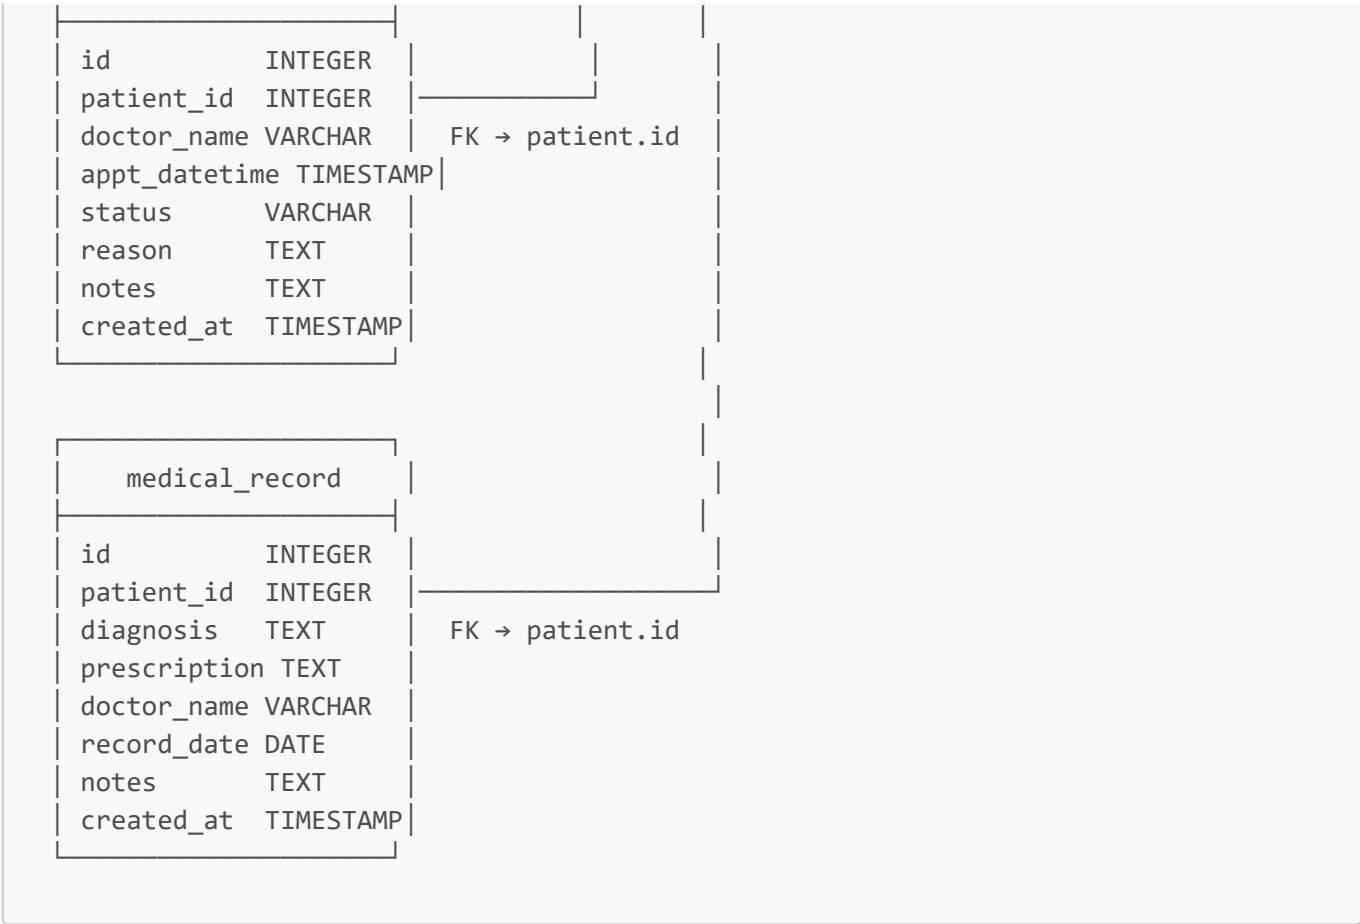 id INTEGER
patient_id INTEGER
doctor_name VARCHAR FK → patient.id
appt_datetime TIMESTAMP
status VARCHAR
reason TEXT
notes TEXT
created_at TIMESTAMP
medical_record
id INTEGER
patient_id INTEGER
diagnosis TEXT FK → patient.id
prescription TEXT
doctor_name VARCHAR
record_date DATE
notes TEXT
created_at TIMESTAMP